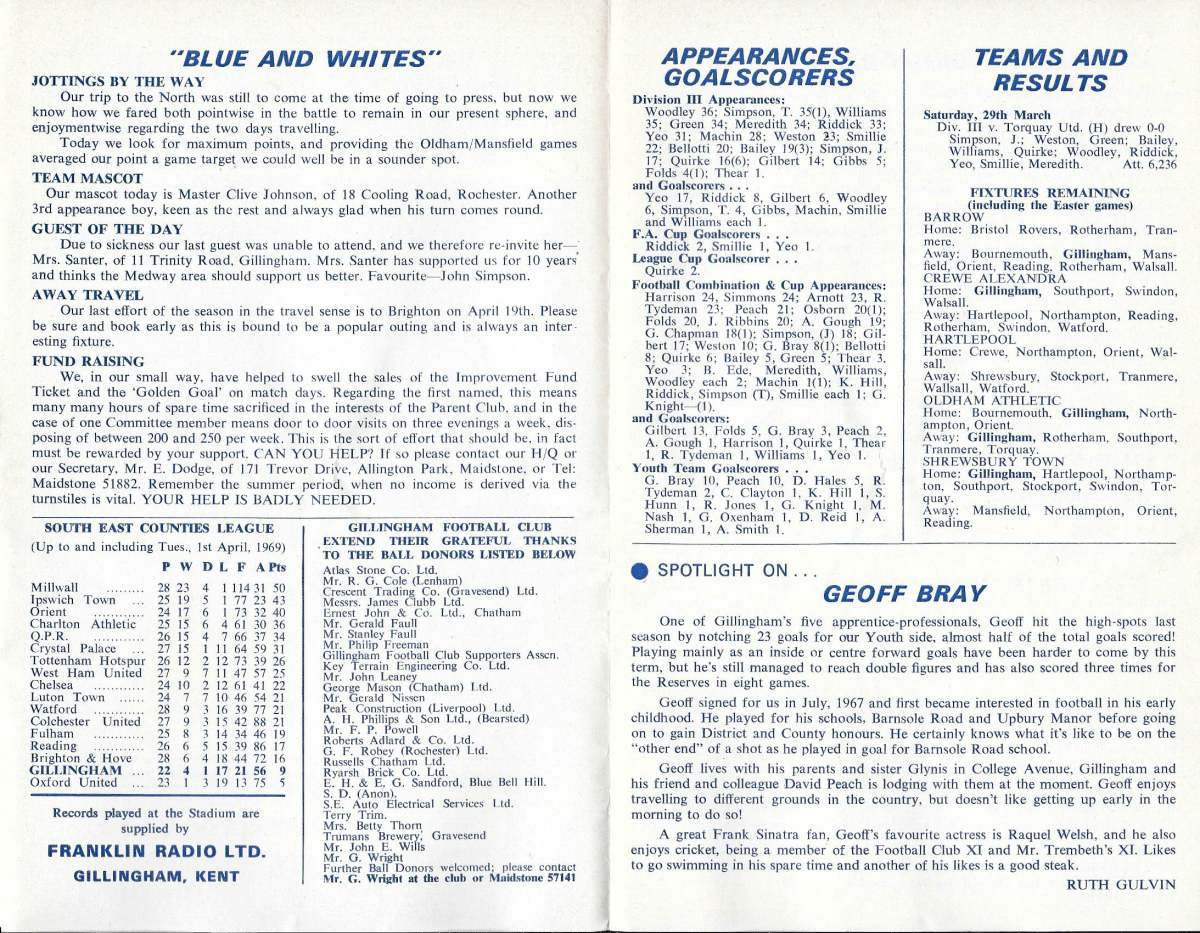 "BLUE AND WHITES"
JOTTINGS BY THE WAY
Our trip to the North was still to come at the time of going to press, but now we
know how we fared both pointwise in the battle to remain in our present sphere, and
enjoymentwise regarding the two days travelling.
Today we look for maximum points, and providing the Oldham/Mansfield games
averaged our point a game target we could well be in a sounder spot.
TEAM MASCOT
Our mascot today is Master Clive Johnson, of 18 Cooling Road, Rochester. Another
3rd appearance boy, keen as the rest and always glad when his turn comes round.
GUEST OF THE DAY
Due to sickness our last guest was unable to attend, and we therefore re-invite her—
Mrs. Santer, of 11 Trinity Road, Gillingham. Mrs. Santer has supported us for 10 years
and thinks the Medway area should support us better. Favourite—John Simpson.
AWAY TRAVEL
Our last effort of the season in the travel sense is to Brighton on April 19th. Please
be sure and book early as this is bound to be a popular outing and is always an inter-
esting fixture.
FUND RAISING
We, in our small way, have helped to swell the sales of the Improvement Fund
Ticket and the 'Golden Goal' on match days. Regarding the first named, this means
many many hours of spare time sacrificed in the interests of the Parent Club, and in the
case of one Committee member means door to door visits on three evenings a week, dis-
posing of between 200 and 250 per week. This is the sort of effort that should be, in fact
must be rewarded by your support. CAN YOU HELP? If so please contact our H/Q or
our Secretary, Mr. E. Dodge, of 171 Trevor Drive, Allington Park, Maidstone, or Tel:
Maidstone 51882. Remember the summer period, when no income is derived via the
turnstiles is vital. YOUR HELP IS BADLY NEEDED.
SOUTH EAST COUNTIES LEAGUE
(Up to and including Tues., 1st April, 1969)
P W D L F A Pts
Millwall ......... 28 23 4 1 114 31 50
Ipswich Town ... 25 19 5 1 77 23 43
Orient ............ 24 17 6 1 73 32 40
Charlton Athletic 25 15 6 4 61 30 36
Q.P.R. ............ 26 15 4 7 66 37 34
Crystal Palace ... 27 15 1 11 64 59 31
Tottenham Hotspur 26 12 2 12 73 39 26
West Ham United 27 9 7 11 47 57 25
Chelsea ............ 24 10 2 12 61 41 22
Luton Town ...... 24 7 7 10 46 54 21
Watford ............ 28 9 3 16 39 77 21
Colchester United 27 9 3 15 42 88 21
Fulham ............ 25 8 3 14 34 46 19
Reading ............ 26 6 5 15 39 86 17
Brighton & Hove 28 6 4 18 44 72 16
GILLINGHAM ... 22 4 1 17 21 56 9
Oxford United ... 23 1 3 19 13 75 5
Records played at the Stadium are
supplied by
FRANKLIN RADIO LTD.
GILLINGHAM, KENT
GILLINGHAM FOOTBALL CLUB
EXTEND THEIR GRATEFUL THANKS
TO THE BALL DONORS LISTED BELOW
Atlas Stone Co. Ltd.
Mr. R. G. Cole (Lenham)
Crescent Trading Co. (Gravesend) Ltd.
Messrs. James Clubb Ltd.
Ernest John & Co. Ltd., Chatham
Mr. Gerald Faull
Mr. Stanley Faull
Mr. Philip Freeman
Gillingham Football Club Supporters Asscn.
Key Terrain Engineering Co. Ltd.
Mr. John Leaney
George Mason (Chatham) Ltd.
Mr. Gerald Nissen
Peak Construction (Liverpool) Ltd.
A. H. Phillips & Son Ltd., (Bearsted)
Mr. F. P. Powell
Roberts Adlard & Co. Ltd.
G. F. Robey (Rochester) Ltd.
Russells Chatham Ltd.
Ryarsh Brick Co. Ltd.
E. H. & E. G. Sandford, Blue Bell Hill.
S. D. (Anon).
S.E. Auto Electrical Services Ltd.
Terry Trim.
Mrs. Betty Thorn
Trumans Brewery, Gravesend
Mr. John E. Wills
Mr. G. Wright
Further Ball Donors welcomed; please contact
Mr. G. Wright at the club or Maidstone 57141
APPEARANCES,
GOALSCORERS
Division III Appearances:
Woodley 36; Simpson, T. 35(1), Williams
35; Green 34; Meredith 34; Riddick 33;
Yeo 31; Machin 28; Weston 23; Smillie
22; Bellotti 20; Bailey 19(3); Simpson, J.
17; Quirke 16(6); Gilbert 14; Gibbs 5;
Folds 4(1); Thear 1.
and Goalscorers . . .
Yeo 17, Riddick 8, Gilbert 6, Woodley
6, Simpson, T. 4, Gibbs, Machin, Smillie
and Williams each 1.
F.A. Cup Goalscorers . . .
Riddick 2, Smillie 1, Yeo 1.
League Cup Goalscorer . . .
Quirke 2.
Football Combination & Cup Appearances:
Harrison 24, Simmons 24; Arnott 23, R.
Tydeman 23; Peach 21; Osborn 20(1);
Folds 20, J. Ribbins 20; A. Gough 19;
G. Chapman 18(1); Simpson, (J) 18; Gil-
bert 17; Weston 10; G. Bray 8(1); Bellotti
8; Quirke 6; Bailey 5, Green 5; Thear 3,
Yeo 3; B. Ede, Meredith, Williams,
Woodley each 2; Machin 1(1); K. Hill,
Riddick, Simpson (T), Smillie each 1; G.
Knight—(1).
and Goalscorers:
Gilbert 13, Folds 5, G. Bray 3, Peach 2,
A. Gough 1, Harrison 1, Quirke 1, Thear
1, R. Tydeman 1, Williams 1, Yeo 1.
Youth Team Goalscorers . . .
G. Bray 10, Peach 10, D. Hales 5, R.
Tydeman 2, C. Clayton 1, K. Hill 1, S.
Hunn 1, R. Jones 1, G. Knight 1, M.
Nash 1, G. Oxenham 1, D. Reid 1, A.
Sherman 1, A. Smith 1.
TEAMS AND
RESULTS
Saturday, 29th March
Div. III v. Torquay Utd. (H) drew 0-0
Simpson, J.; Weston, Green; Bailey,
Williams, Quirke; Woodley, Riddick,
Yeo, Smillie, Meredith. Att. 6,236
FIXTURES REMAINING
(including the Easter games)
BARROW
Home: Bristol Rovers, Rotherham, Tran-
mere.
Away: Bournemouth, Gillingham, Mans-
field, Orient, Reading, Rotherham, Walsall.
CREWE ALEXANDRA
Home: Gillingham, Southport, Swindon,
Walsall.
Away: Hartlepool, Northampton, Reading,
Rotherham, Swindon, Watford.
HARTLEPOOL
Home: Crewe, Northampton, Orient, Wal-
sall.
Away: Shrewsbury, Stockport, Tranmere,
Walsall, Watford.
OLDHAM ATHLETIC
Home: Bournemouth, Gillingham, North-
ampton, Orient.
Away: Gillingham, Rotherham, Southport,
Tranmere, Torquay.
SHREWSBURY TOWN
Home: Gillingham, Hartlepool, Northamp-
ton, Southport, Stockport, Swindon, Tor-
quay.
Away: Mansfield, Northampton, Orient,
Reading.
SPOTLIGHT ON . . .
GEOFF BRAY
One of Gillingham's five apprentice-professionals, Geoff hit the high-spots last
season by notching 23 goals for our Youth side, almost half of the total goals scored!
Playing mainly as an inside or centre forward goals have been harder to come by this
term, but he's still managed to reach double figures and has also scored three times for
the Reserves in eight games.
Geoff signed for us in July, 1967 and first became interested in football in his early
childhood. He played for his schools, Barnsole Road and Upbury Manor before going
on to gain District and County honours. He certainly knows what it's like to be on the
"other end" of a shot as he played in goal for Barnsole Road school.
Geoff lives with his parents and sister Glynis in College Avenue, Gillingham and
his friend and colleague David Peach is lodging with them at the moment. Geoff enjoys
travelling to different grounds in the country, but doesn't like getting up early in the
morning to do so!
A great Frank Sinatra fan, Geoff's favourite actress is Raquel Welsh, and he also
enjoys cricket, being a member of the Football Club XI and Mr. Trembeth's XI. Likes
to go swimming in his spare time and another of his likes is a good steak.
RUTH GULVIN